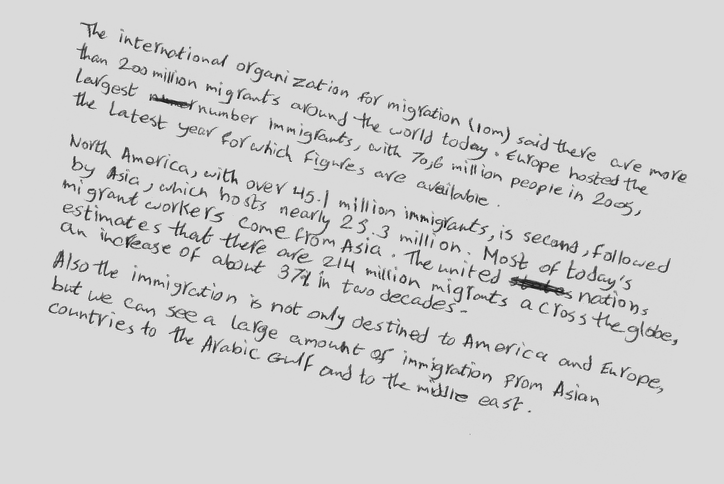 The international organization for migration (IOM) said there are more
than 200 million migrants around the world today. Europe hosted the
largest number immigrants, with 70,6 million people in 2005,
the latest year for which figures are available.
North America, with over 45.1 million immigrants, is second, followed
by Asia, which hosts nearly 25.3 million. Most of today's
migrant workers come from Asia. The united nations
estimates that there are 214 million migrants across the globe,
an increase of about 37% in two decades.
Also the immigration is not only destined to America and Europe,
but we can see a large amount of immigration from Asian
countries to the Arabic Gulf and to the middle east.